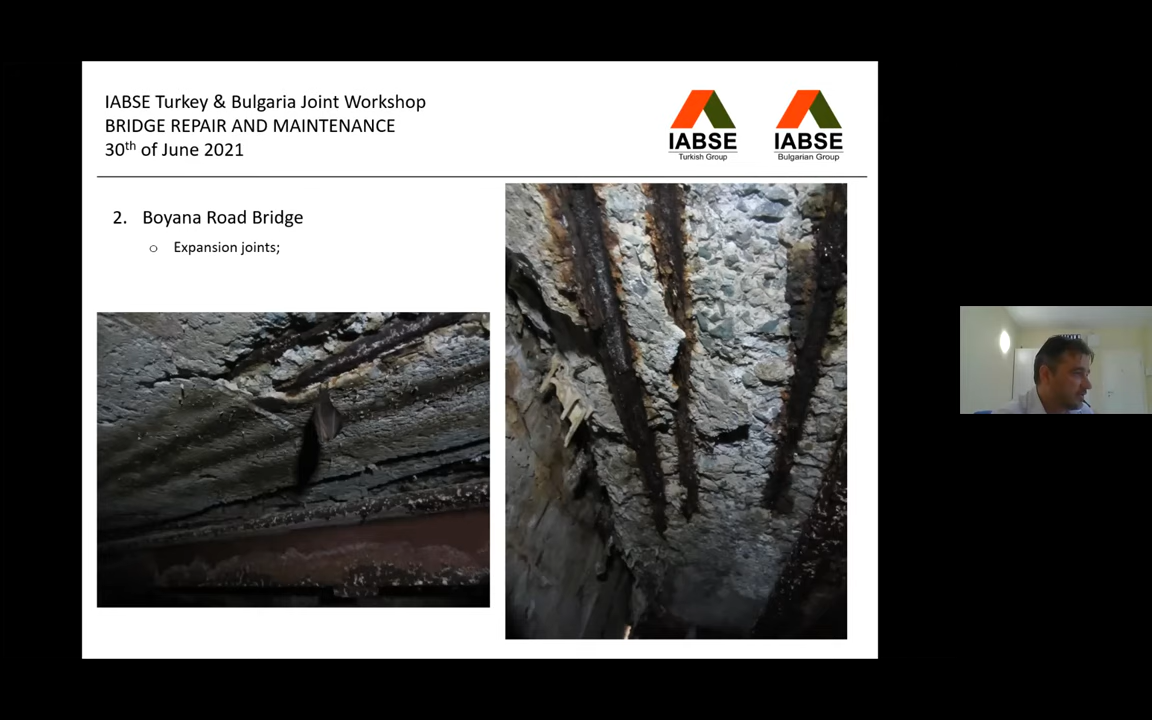 IABSE Turkey & Bulgaria Joint Workshop
BRIDGE REPAIR AND MAINTENANCE
30th of June 2021
IABSE
Turkish Group
IABSE
Bulgarian Group
2. Boyana Road Bridge
○ Expansion joints;